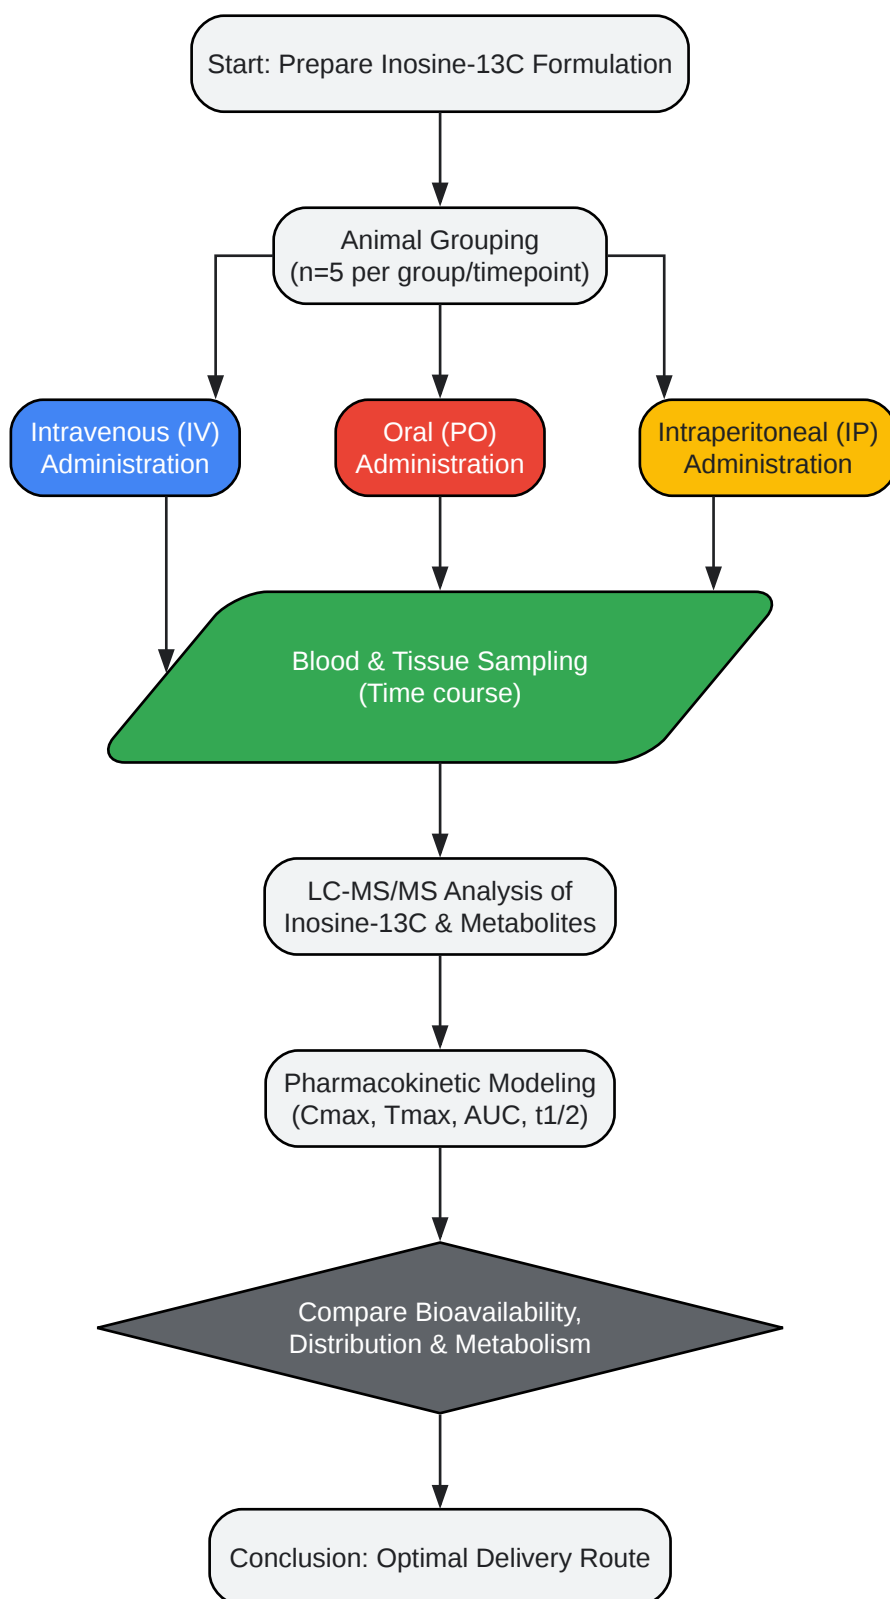 Start: Prepare Inosine-13C Formulation
Animal Grouping
(n=5 per group/timepoint)
Intravenous (IV)
Administration
Oral (PO)
Administration
Intraperitoneal (IP)
Administration
Blood & Tissue Sampling
(Time course)
LC-MS/MS Analysis of
Inosine-13C & Metabolites
Pharmacokinetic Modeling
(Cmax, Tmax, AUC, t1/2)
Compare Bioavailability,
Distribution & Metabolism
Conclusion: Optimal Delivery Route